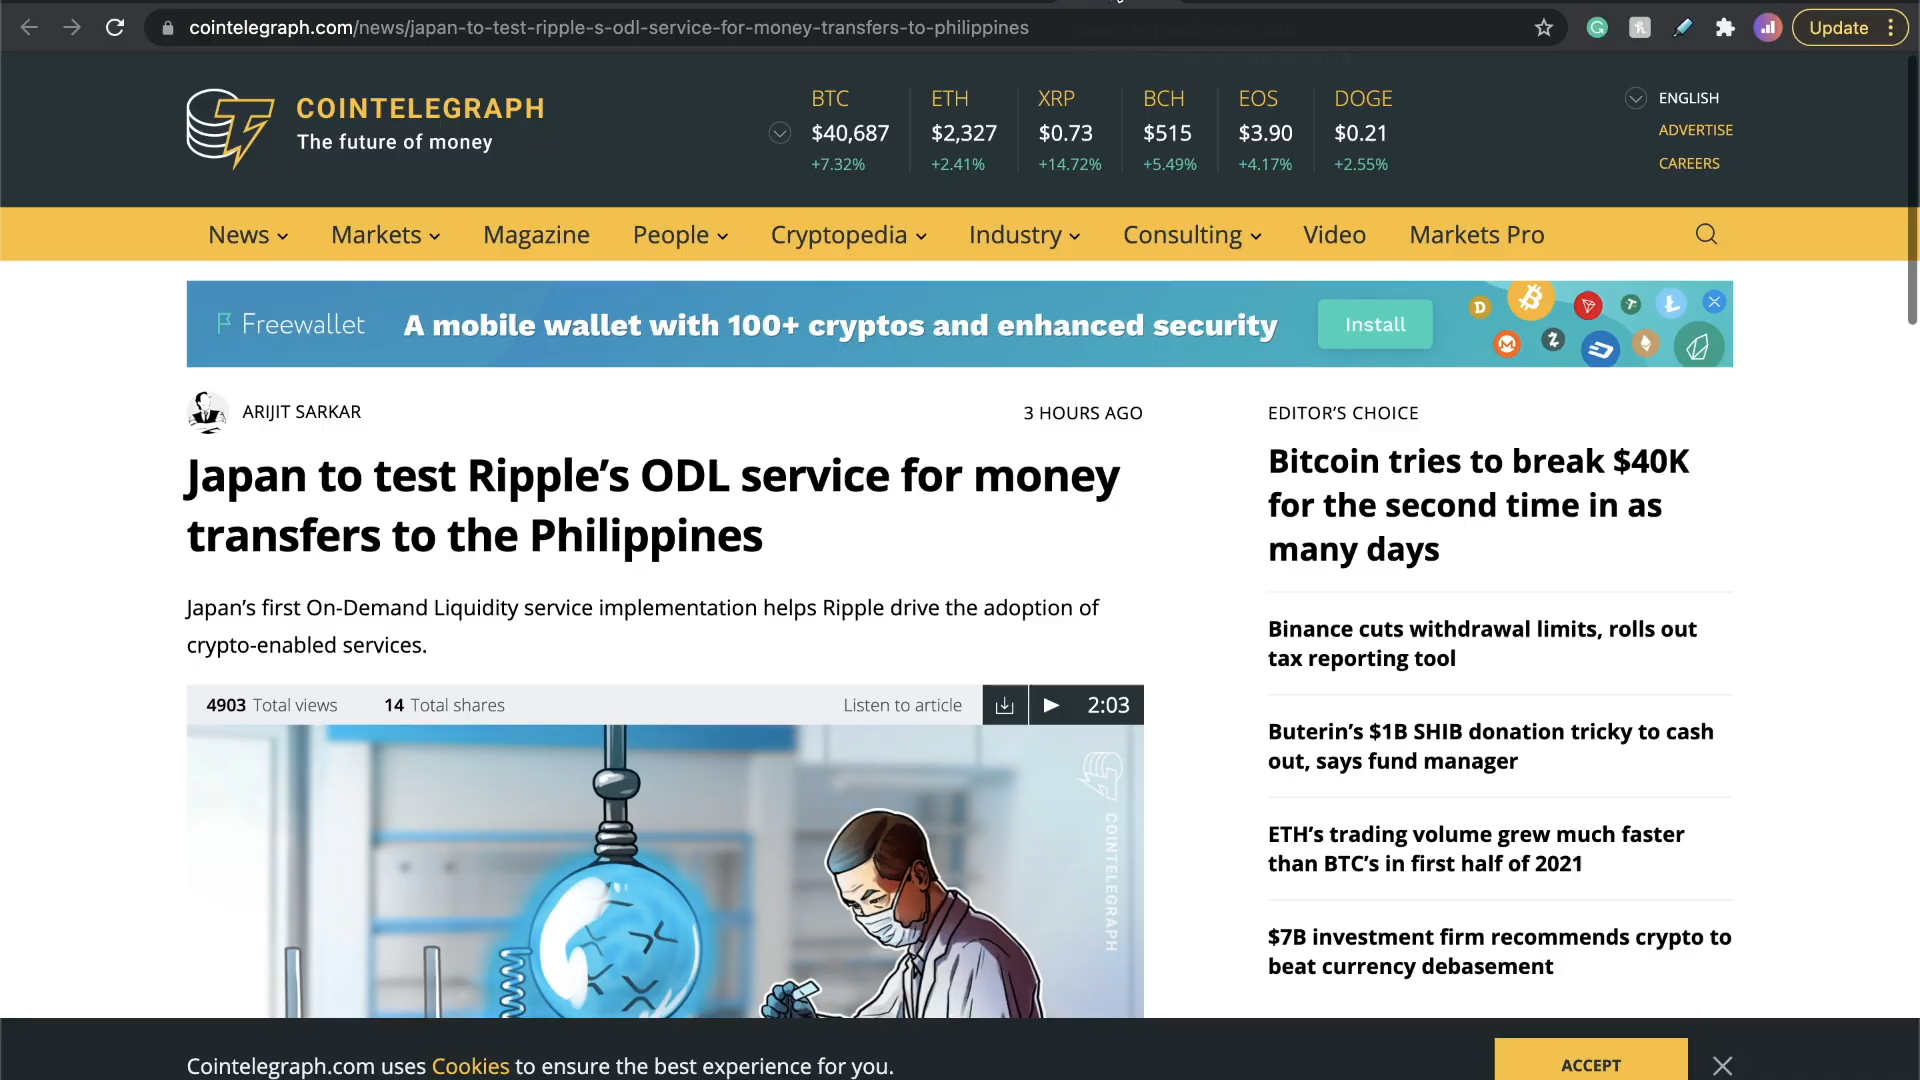 cointelegraph.com/news/japan-to-test-ripple-s-odl-service-for-money-transfers-to-philippines
Update
COINTELEGRAPH
The future of money
BTC ETH XRP BCH EOS DOGE
$40,687 $2,327 $0.73 $515 $3.90 $0.21
+7.32% +2.41% +14.72% +5.49% +4.17% +2.55%
ENGLISH
ADVERTISE
CAREERS
News Markets Magazine People Cryptopedia Industry Consulting Video Markets Pro
Freewallet A mobile wallet with 100+ cryptos and enhanced security Install
ARIJIT SARKAR 3 HOURS AGO
Japan to test Ripple’s ODL service for money
transfers to the Philippines
Japan’s first On-Demand Liquidity service implementation helps Ripple drive the adoption of
crypto-enabled services.
4903 Total views 14 Total shares Listen to article 2:03
COINTELEGRAPH
EDITOR’S CHOICE
Bitcoin tries to break $40K
for the second time in as
many days
Binance cuts withdrawal limits, rolls out
tax reporting tool
Buterin’s $1B SHIB donation tricky to cash
out, says fund manager
ETH’s trading volume grew much faster
than BTC’s in first half of 2021
$7B investment firm recommends crypto to
beat currency debasement
Cointelegraph.com uses Cookies to ensure the best experience for you.
ACCEPT